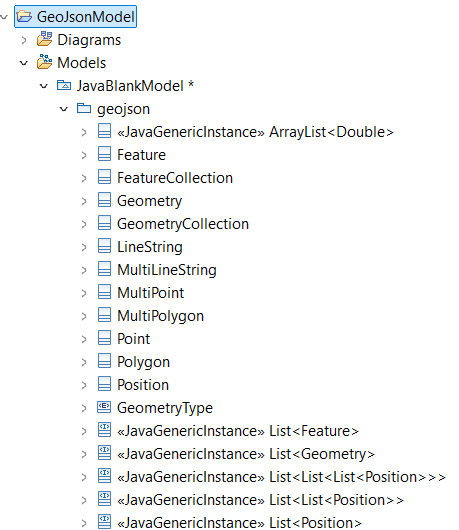 GeoJsonModel
Diagrams
Models
JavaBlankModel *
geojson
«JavaGenericInstance» ArrayList<Double>
Feature
FeatureCollection
Geometry
GeometryCollection
LineString
MultiLineString
MultiPoint
MultiPolygon
Point
Polygon
Position
GeometryType
«JavaGenericInstance» List<Feature>
«JavaGenericInstance» List<Geometry>
«JavaGenericInstance» List<List<List<Position>>>
«JavaGenericInstance» List<List<Position>>
«JavaGenericInstance» List<Position>